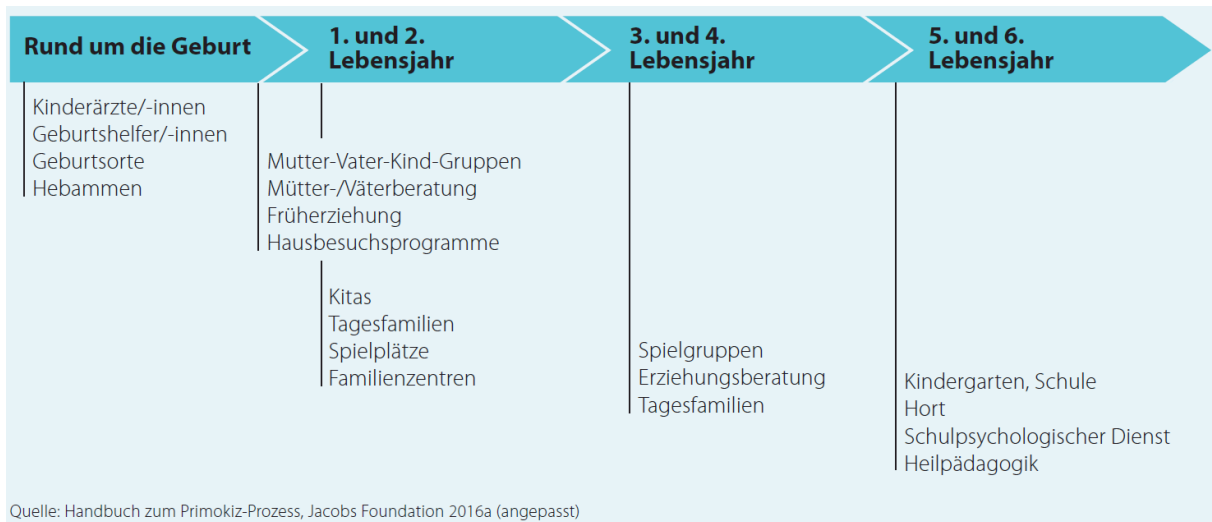 Rund um die Geburt
1. und 2.
Lebensjahr
3. und 4.
Lebensjahr
5. und 6.
Lebensjahr
Kinderärzte/-innen
Geburtshelfer/-innen
Geburtsorte
Hebammen
Mutter-Vater-Kind-Gruppen
Mütter-/Väterberatung
Früherziehung
Hausbesuchsprogramme
Kitas
Tagesfamilien
Spielplätze
Familienzentren
Spielgruppen
Erziehungsberatung
Tagesfamilien
Kindergarten, Schule
Hort
Schulpsychologischer Dienst
Heilpädagogik
Quelle: Handbuch zum Primokiz-Prozess, Jacobs Foundation 2016a (angepasst)